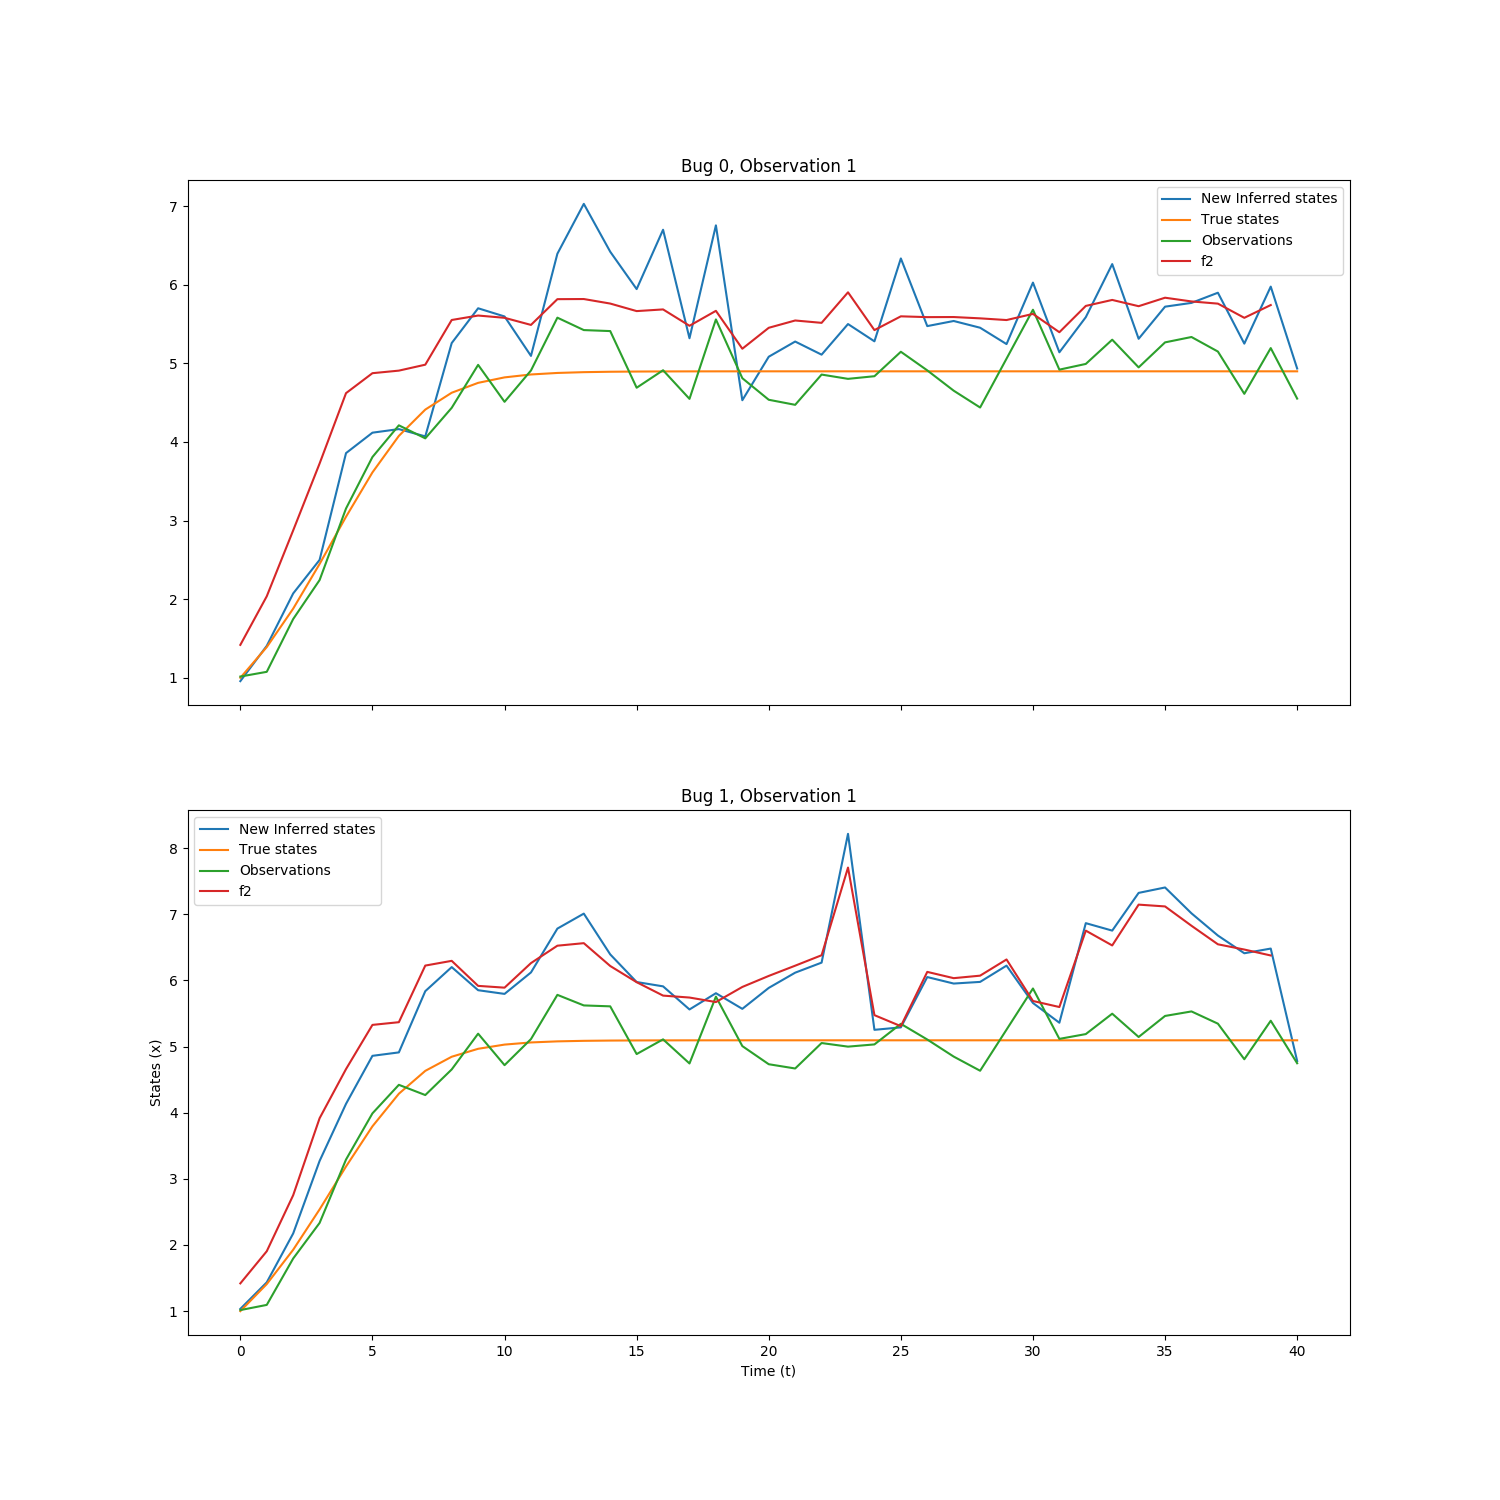 Bug 0, Observation 1
7
6
5
4
3
2
1
New Inferred states
True states
Observations
f2
Bug 1, Observation 1
States (x)
8
7
6
5
4
3
2
1
New Inferred states
True states
Observations
f2
0 5 10 15 20 25 30 35 40
Time (t)